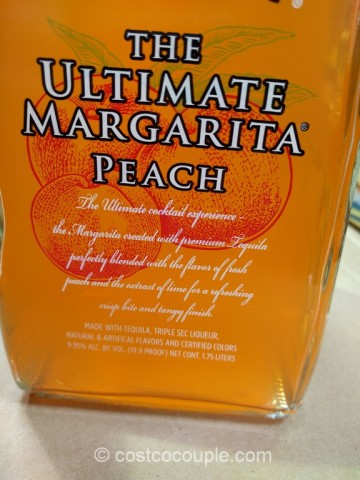 THE
ULTIMATE
MARGARITA®
PEACH
The Ultimate cocktail experience -
the Margarita created with premium Tequila
perfectly blended with the flavor of fresh
peach and the extract of lime for a refreshing
crisp bite and tangy finish.
MADE WITH TEQUILA, TRIPLE SEC LIQUEUR,
NATURAL & ARTIFICAL FLAVORS AND CERTIFIED COLORS
9.95% ALC. BY VOL. (19.9 PROOF) NET CONT. 1.75 LITERS
© costcocouple.com